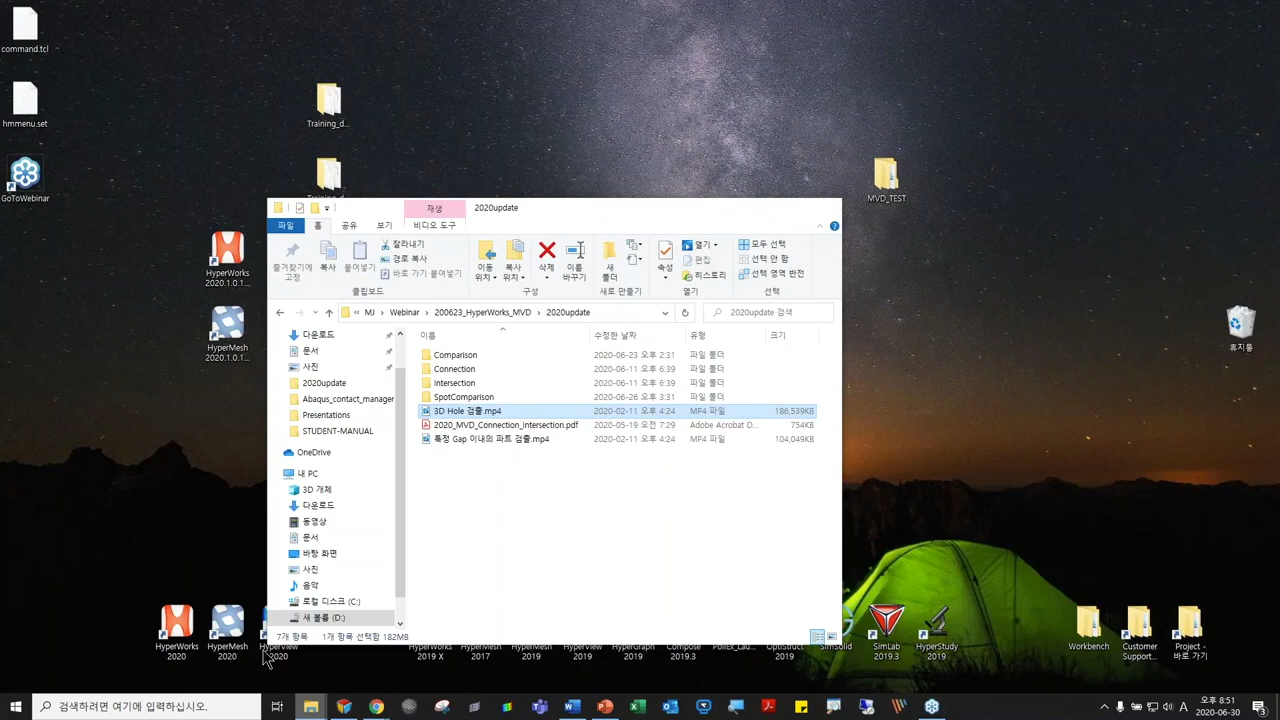 command.tcl
hmmenu.set
GoToWebinar
Training_d...
HyperWorks
2020.1.0.1...
HyperMesh
2020.1.0.1...
MVD_TEST
휴지통
재생
2020update
파일
홈
공유
보기
비디오 도구
즐겨찾기에
고정
복사
붙여넣기
잘라내기
경로 복사
바로 가기 붙여넣기
클립보드
이동
위치
복사
위치
삭제
이름
바꾸기
구성
새
폴더
새로 만들기
속성
열기
편집
히스토리
열기
모두 선택
선택 안 함
선택 영역 반전
선택
« MJ > Webinar > 200623_HyperWorks_MVD > 2020update
2020update 검색
다운로드
문서
사진
2020update
Abaqus_contact_manager
Presentations
STUDENT-MANUAL
OneDrive
내 PC
3D 개체
다운로드
동영상
문서
바탕 화면
사진
음악
로컬 디스크 (C:)
새 볼륨 (D:)
이름 수정한 날짜 유형 크기
Comparison 2020-06-23 오후 2:31 파일 폴더
Connection 2020-06-11 오후 6:39 파일 폴더
Intersection 2020-06-11 오후 6:39 파일 폴더
SpotComparison 2020-06-26 오후 3:31 파일 폴더
3D Hole 검출.mp4 2020-02-11 오후 4:24 MP4 파일 186,539KB
2020_MVD_Connection_Intersection.pdf 2020-05-19 오전 7:29 Adobe Acrobat D... 754KB
특정 Gap 이내의 파트 검출.mp4 2020-02-11 오후 4:24 MP4 파일 104,049KB
7개 항목 1개 항목 선택함 182MB
HyperWorks
2020
HyperMesh
2020
HyperView
2020
HyperWorks
2019 X
HyperMesh
2017
HyperMesh
2019
HyperView
2019
HyperGraph
2019
Compose
2019.3
PollEx_Lau...
OptiStruct
2019
SimSolid
SimLab
2019.3
HyperStudy
2019
Workbench
Customer
Support...
Project -
바로 가기
검색하려면 여기에 입력하십시오.
A
오후 8:51
2020-06-30
3